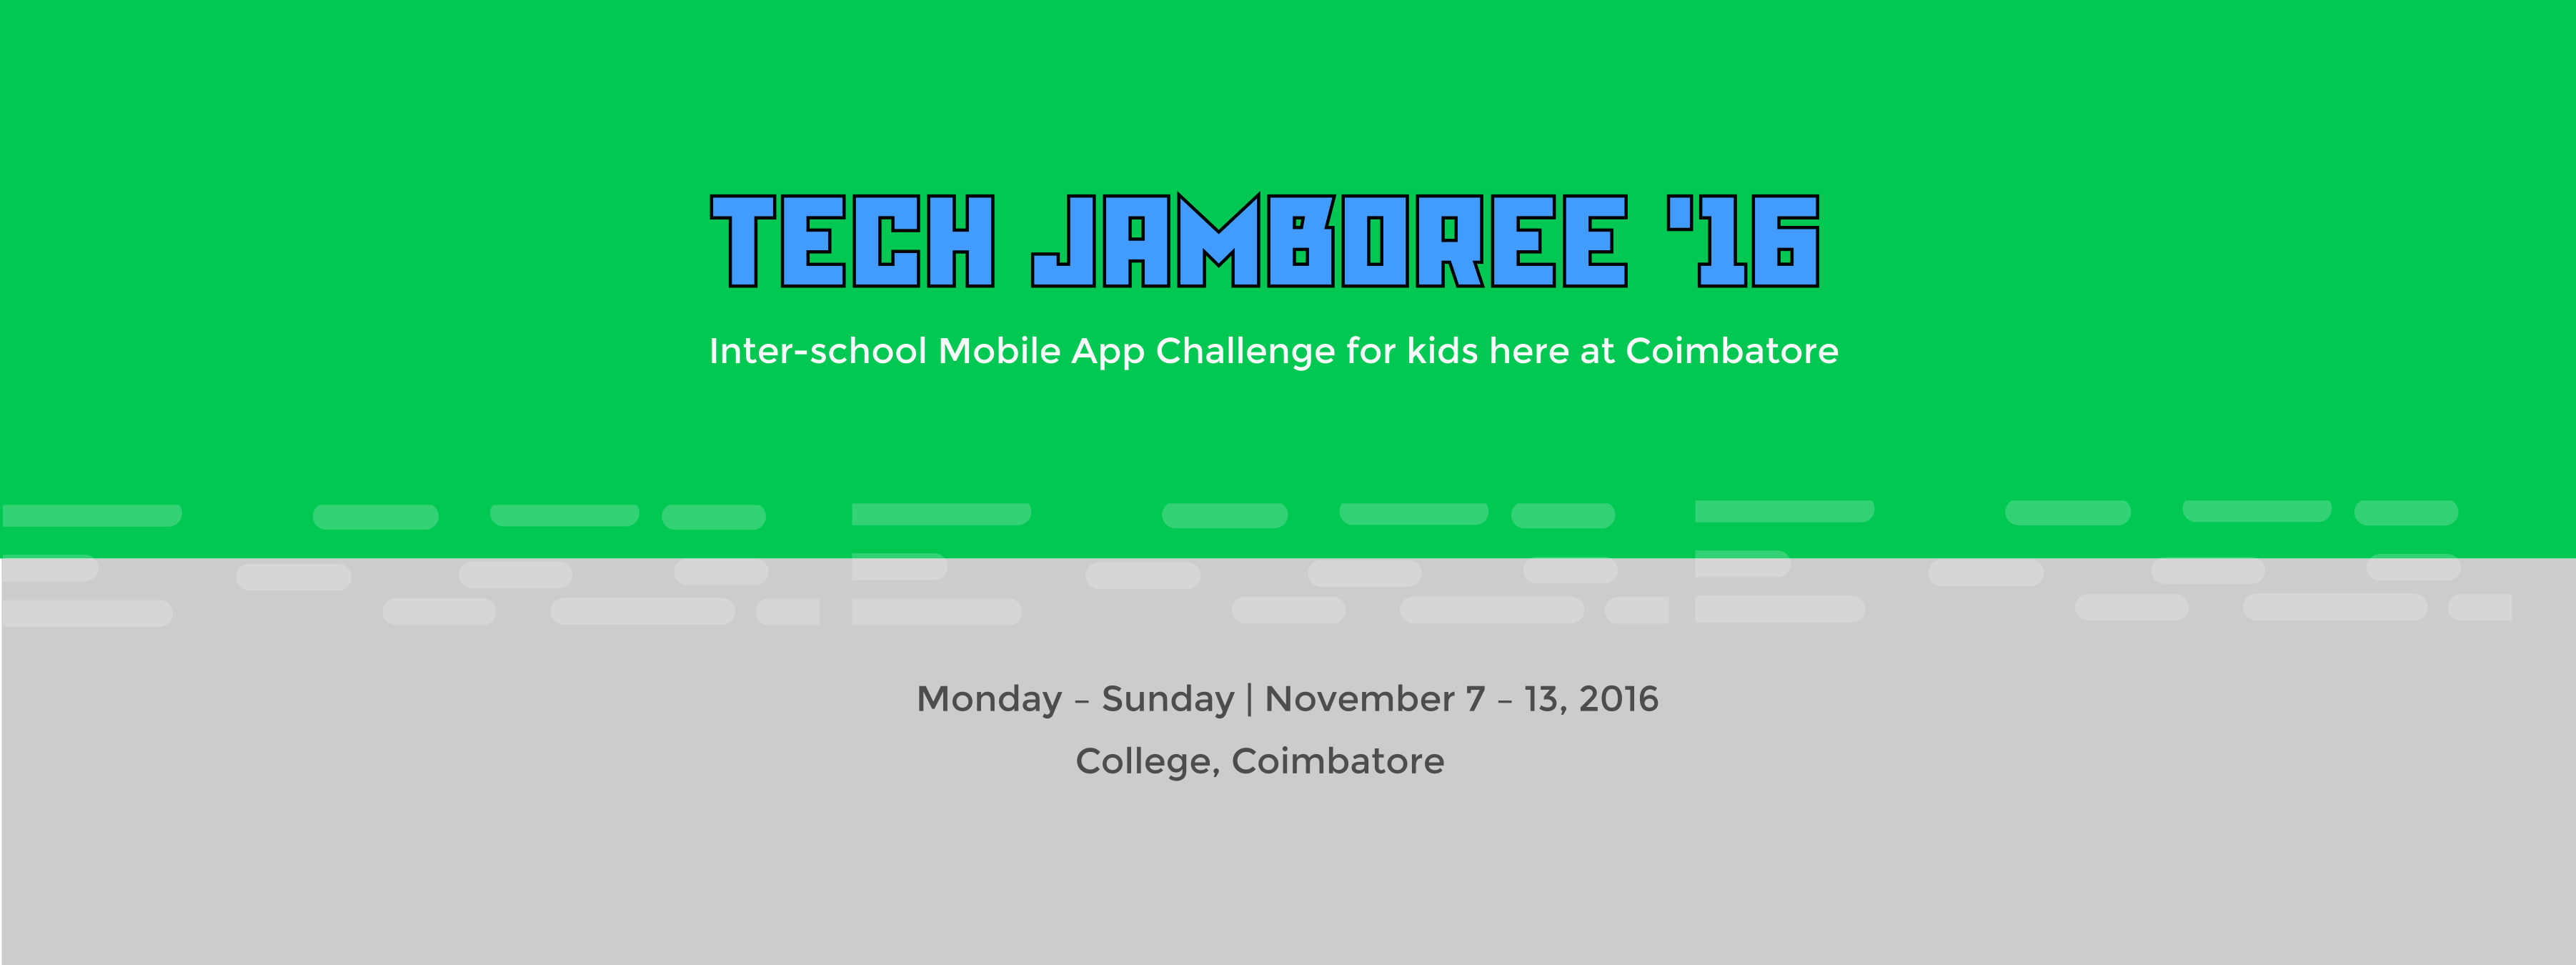 TECH JAMBOREE '16
Inter-school Mobile App Challenge for kids here at Coimbatore
Monday – Sunday | November 7 – 13, 2016
College, Coimbatore